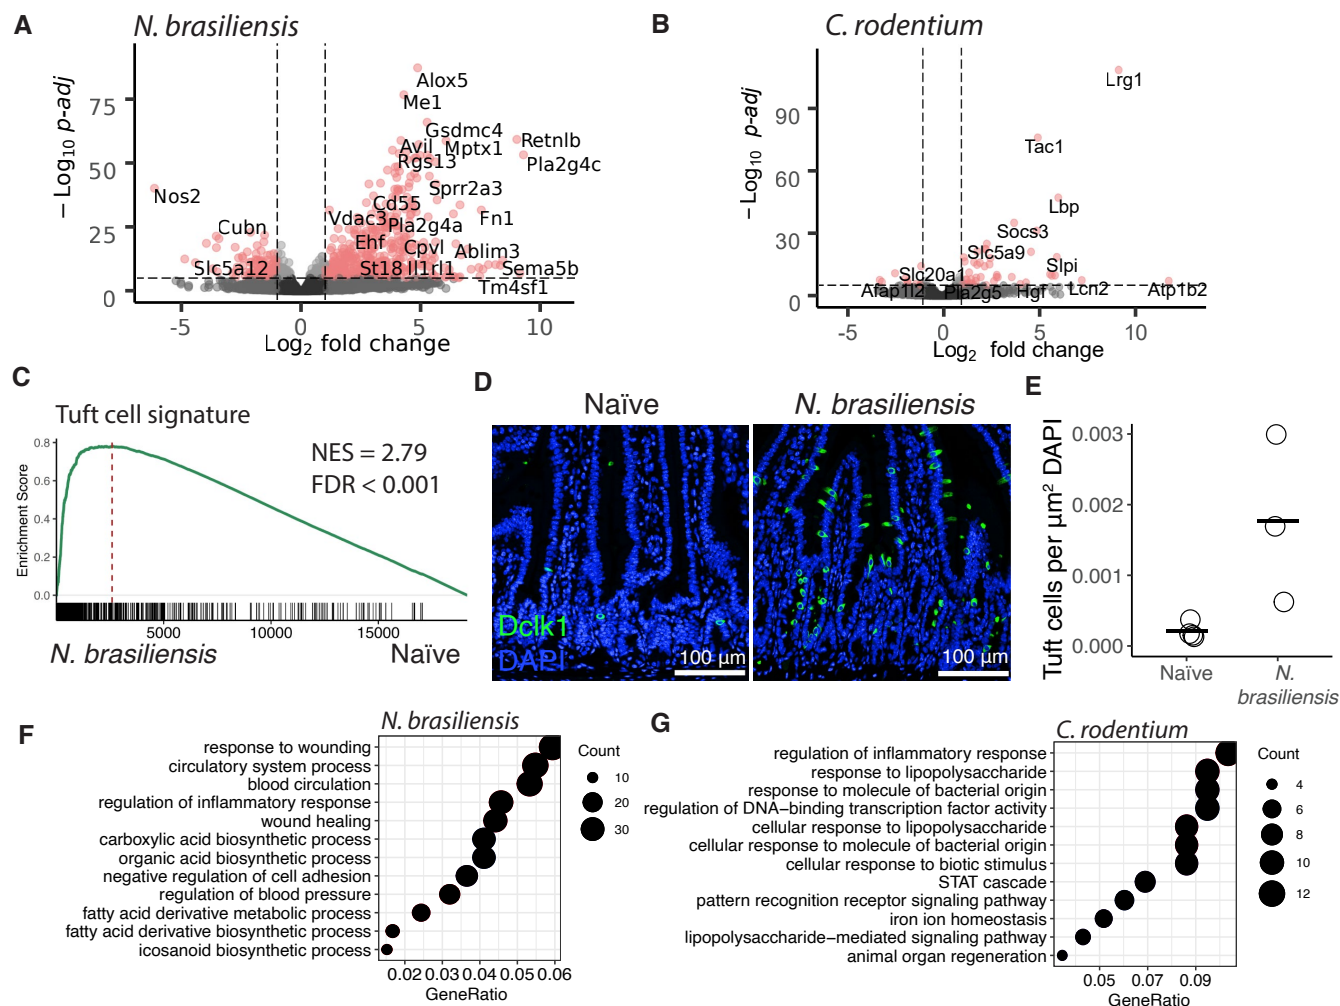 A
N. brasiliensis
− Log10 p-adj
75
50
25
0
-5
0
5
10
Log2 fold change
Alox5
Me1
Gsdmc4
Avil
Mptx1
Retnlb
Rgs13
Pla2g4c
Nos2
Sprr2a3
Cd55
Vdac3
Fn1
Cubn
Pla2g4a
Ehf
Cpvl
Ablim3
Slc5a12
St18
Il1rl1
Sema5b
Tm4sf1
B
C. rodentium
−Log10 p-adj
90
60
30
0
-5
0
5
10
Log2 fold change
Lrg1
Tac1
Lbp
Socs3
Slc5a9
Slc20a1
Slpi
Afap1l2
Pla2g5
Hgf
Lcn2
Atp1b2
C
Tuft cell signature
NES = 2.79
FDR < 0.001
Enrichment Score
0.8
0.6
0.4
0.2
0.0
5000
10000
15000
N. brasiliensis
Naïve
D
Naïve
N. brasiliensis
Dclk1
DAPI
100 µm
100 µm
E
Tuft cells per µm² DAPI
0.003
0.002
0.001
0.000
Naïve
N.
brasiliensis
F
N. brasiliensis
response to wounding
circulatory system process
blood circulation
regulation of inflammatory response
wound healing
carboxylic acid biosynthetic process
organic acid biosynthetic process
negative regulation of cell adhesion
regulation of blood pressure
fatty acid derivative metabolic process
fatty acid derivative biosynthetic process
icosanoid biosynthetic process
0.02 0.03 0.04 0.05 0.06
GeneRatio
Count
10
20
30
G
C. rodentium
regulation of inflammatory response
response to lipopolysaccharide
response to molecule of bacterial origin
regulation of DNA−binding transcription factor activity
cellular response to lipopolysaccharide
cellular response to molecule of bacterial origin
cellular response to biotic stimulus
STAT cascade
pattern recognition receptor signaling pathway
iron ion homeostasis
lipopolysaccharide−mediated signaling pathway
animal organ regeneration
0.05
0.07
0.09
GeneRatio
Count
4
6
8
10
12